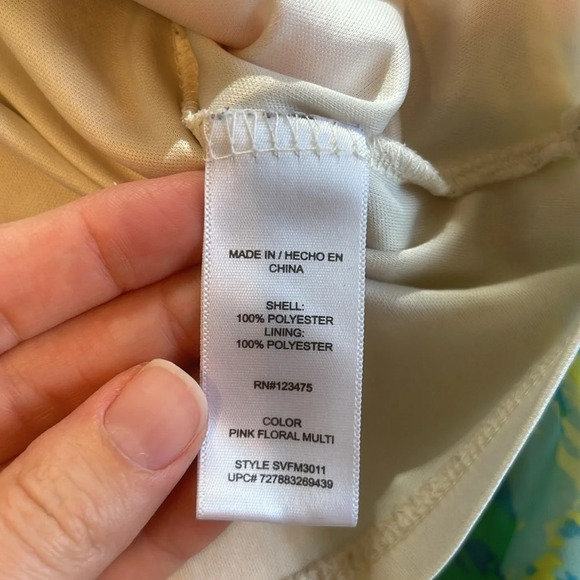 MADE IN / HECHO EN
CHINA
SHELL:
100% POLYESTER
LINING:
100% POLYESTER
RN#123475
COLOR
PINK FLORAL MULTI
STYLE SVFM3011
UPC# 727883269439